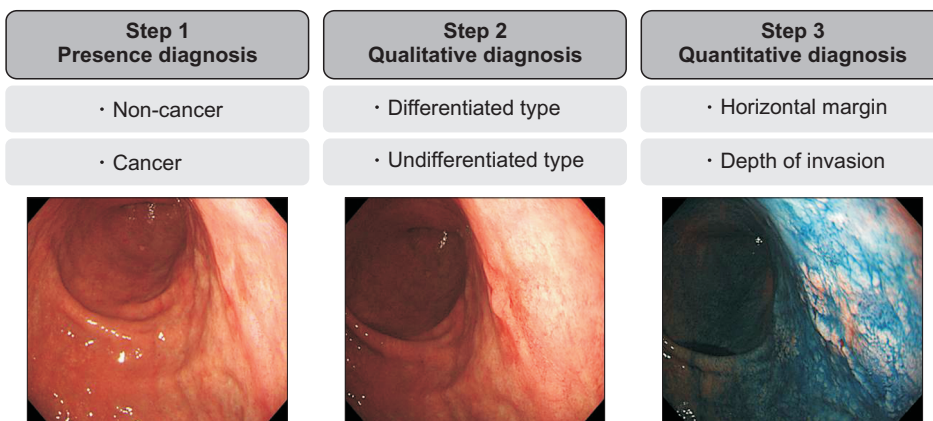 Step 1
Presence diagnosis
・Non-cancer
・Cancer
Step 2
Qualitative diagnosis
・Differentiated type
・Undifferentiated type
Step 3
Quantitative diagnosis
・Horizontal margin
・Depth of invasion